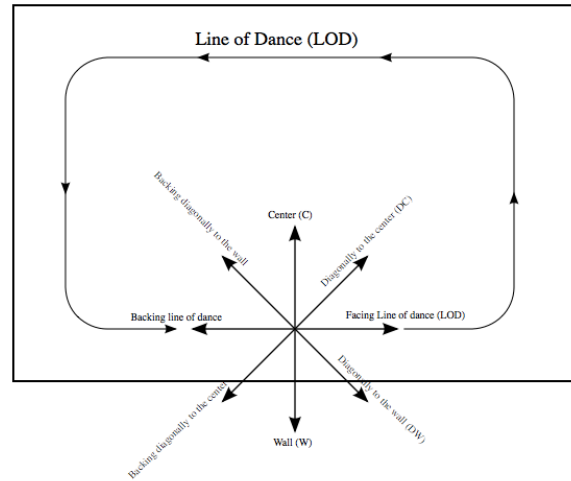 Line of Dance (LOD)
Backing diagonally to the wall
Center (C)
Diagonally to the center (DC)
Backing line of dance
Facing Line of dance (LOD)
Backing diagonally to the center
Wall (W)
Diagonally to the wall (DW)